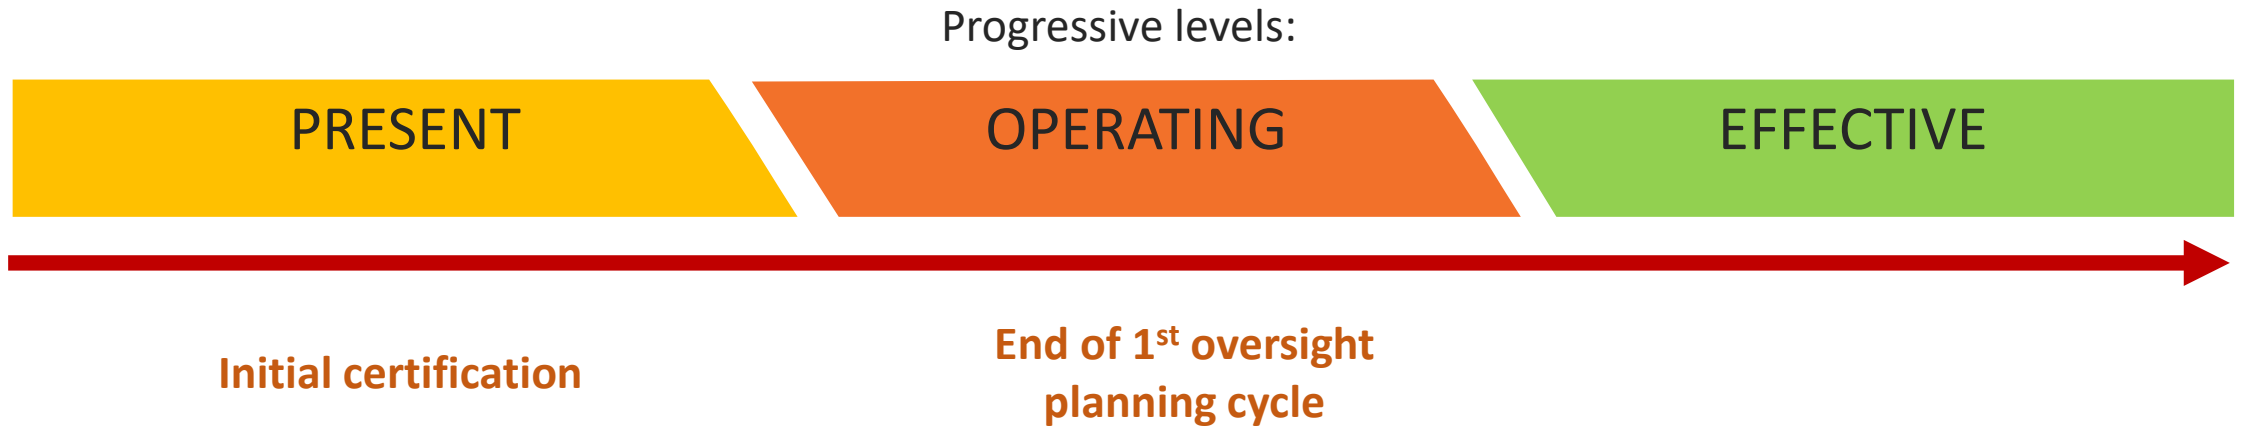 Progressive levels:
PRESENT
OPERATING
EFFECTIVE
Initial certification
End of 1st oversight
planning cycle